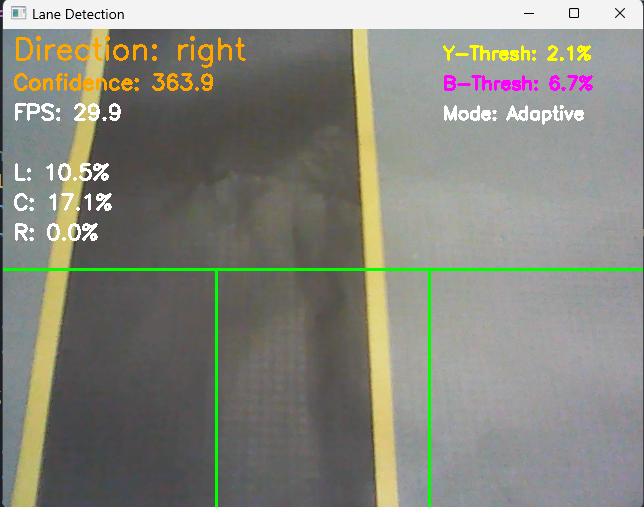 Lane Detection
Direction: right
Confidence: 363.9
FPS: 29.9
L: 10.5%
C: 17.1%
R: 0.0%
Y-Thresh: 2.1%
B-Thresh: 6.7%
Mode: Adaptive